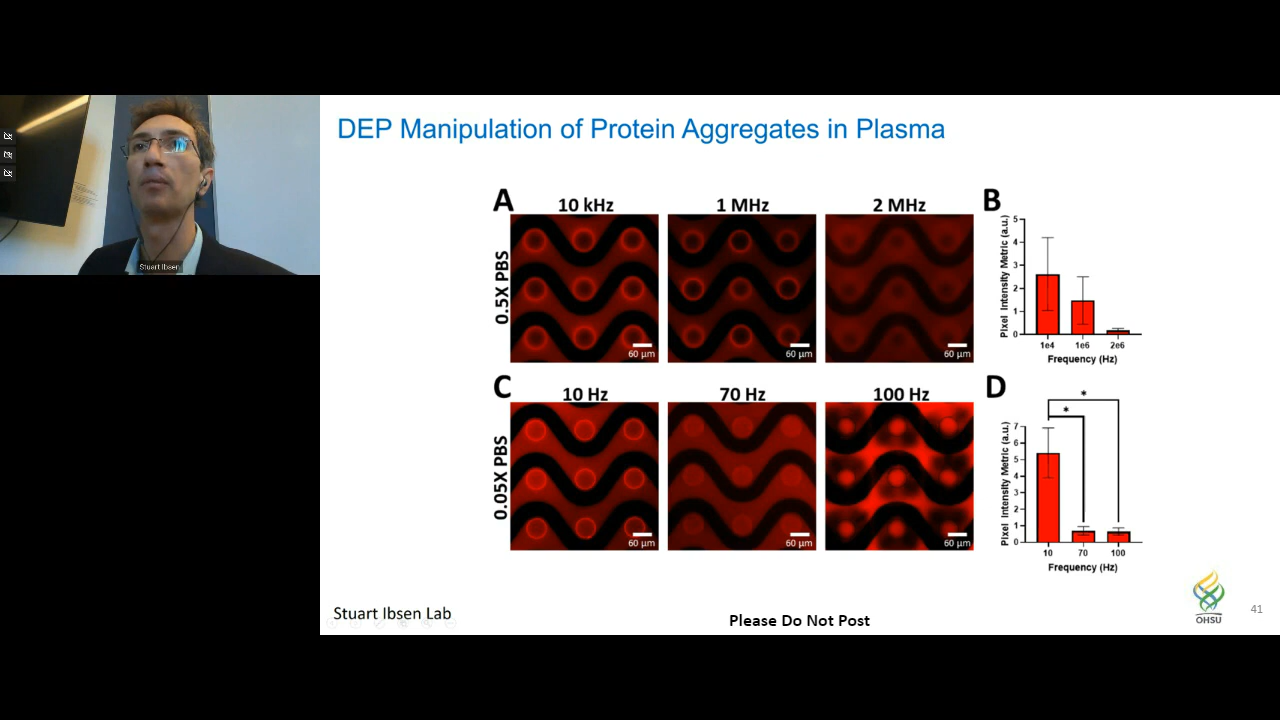 DEP Manipulation of Protein Aggregates in Plasma
A
10 kHz
1 MHz
2 MHz
0.5X PBS
60 μm
60 μm
60 μm
B
Pixel Intensity Metric (a.u.)
5
4
3
2
1
0
1e4
1e6
2e6
Frequency (Hz)
C
10 Hz
70 Hz
100 Hz
0.05X PBS
60 μm
60 μm
60 μm
D
*
*
Pixel Intensity Metric (a.u.)
7
6
5
4
3
2
1
0
10
70
100
Frequency (Hz)
Stuart Ibsen
Stuart Ibsen Lab
Please Do Not Post
OHSU
41